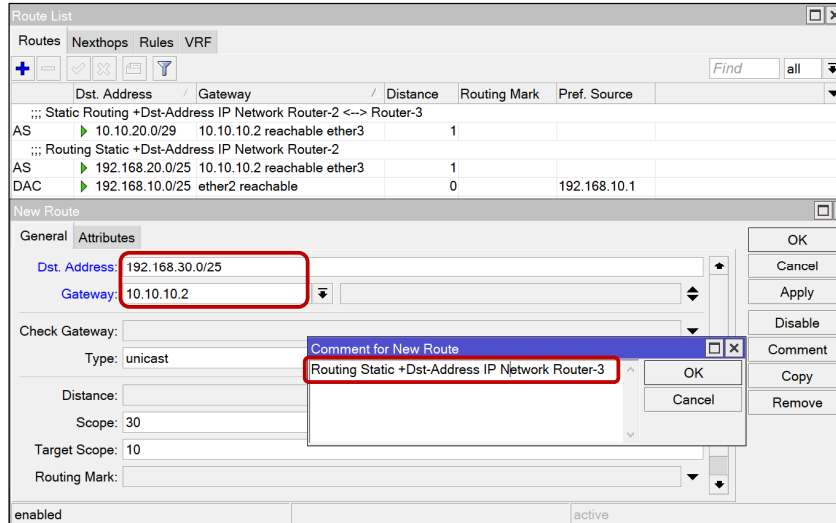 Route List
Routes Nexthops Rules VRF
Find all
Dst. Address Gateway Distance Routing Mark Pref. Source
;;; Static Routing +Dst-Address IP Network Router-2 <--> Router-3
AS 10.10.20.0/29 10.10.10.2 reachable ether3 1
;;; Routing Static +Dst-Address IP Network Router-2
AS 192.168.20.0/25 10.10.10.2 reachable ether3 1
DAC 192.168.10.0/25 ether2 reachable 0 192.168.10.1
New Route
General Attributes
OK
Dst. Address: 192.168.30.0/25
Cancel
Gateway: 10.10.10.2
Apply
Check Gateway:
Disable
Type: unicast
Comment for New Route
Comment
Routing Static +Dst-Address IP Network Router-3
OK
Copy
Distance:
Cancel
Remove
Scope: 30
Target Scope: 10
Routing Mark:
enabled active